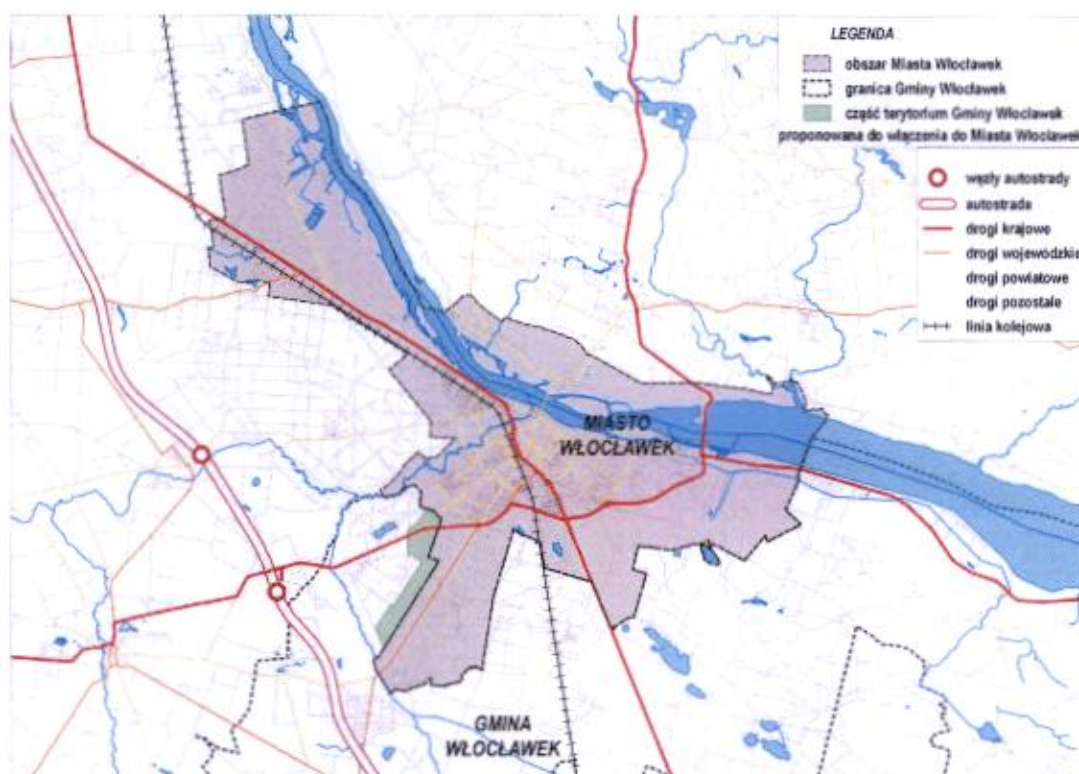 LEGENDA
obszar Miasta Włocławek
granica Gminy Włocławek
część terytorium Gminy Włocławek
proponowana do włączenia do Miasta Włocławek
węzły autostrady
autostrada
drogi krajowe
drogi wojewódzkie
drogi powiatowe
drogi pozostałe
linia kolejowa
MIASTO
WŁOCŁAWEK
GMINA
WŁOCŁAWEK